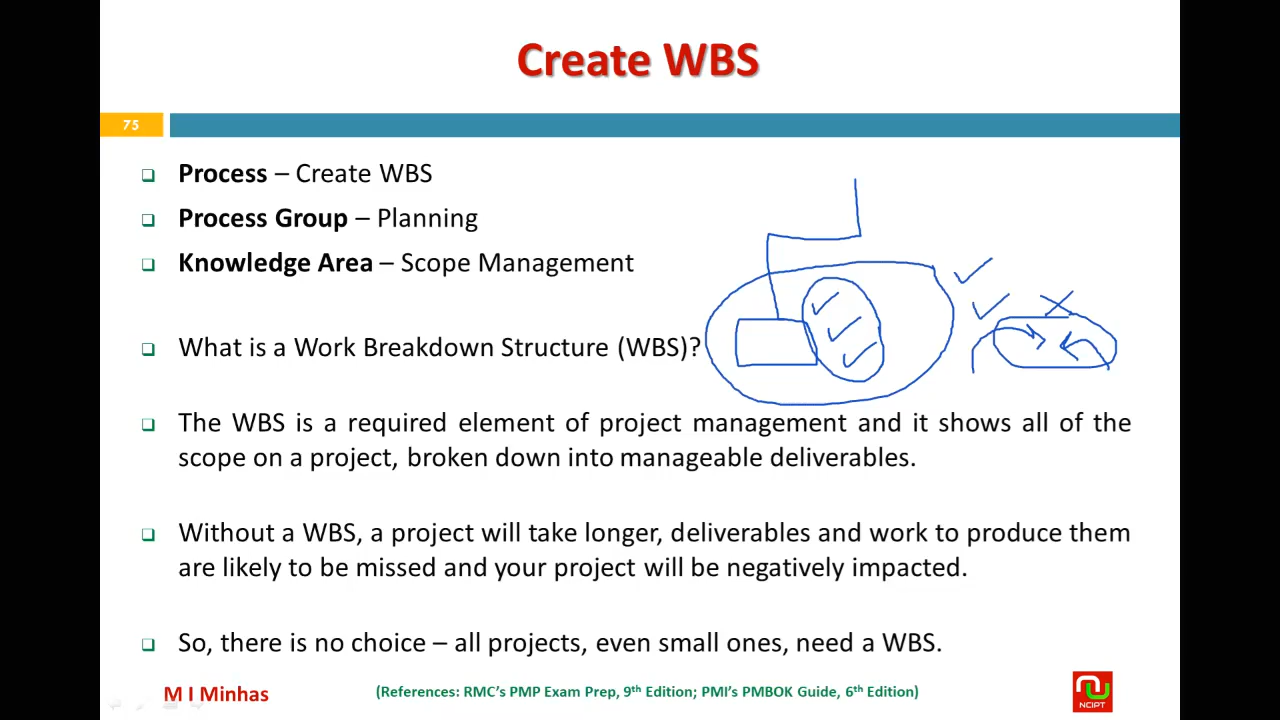 Create WBS
75
Process – Create WBS
Process Group – Planning
Knowledge Area – Scope Management
What is a Work Breakdown Structure (WBS)?
The WBS is a required element of project management and it shows all of the
scope on a project, broken down into manageable deliverables.
Without a WBS, a project will take longer, deliverables and work to produce them
are likely to be missed and your project will be negatively impacted.
So, there is no choice – all projects, even small ones, need a WBS.
M I Minhas
(References: RMC's PMP Exam Prep, 9th Edition; PMI's PMBOK Guide, 6th Edition)
NCIPT